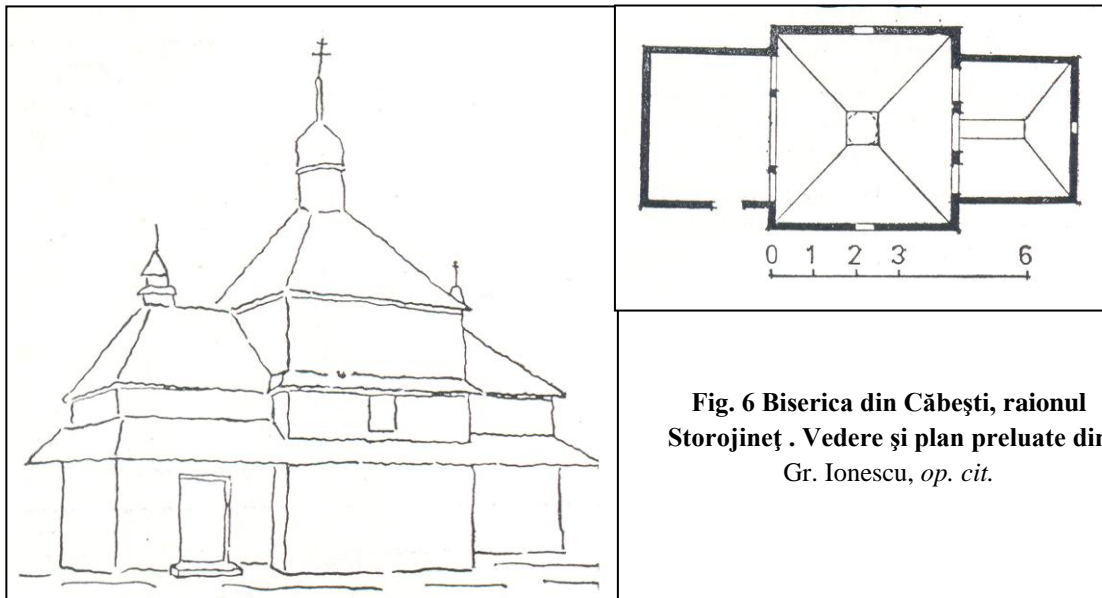 0 1 2 3 6
Fig. 6 Biserica din Căbeşti, raionul
Storojineţ . Vedere şi plan preluate din
Gr. Ionescu, op. cit.